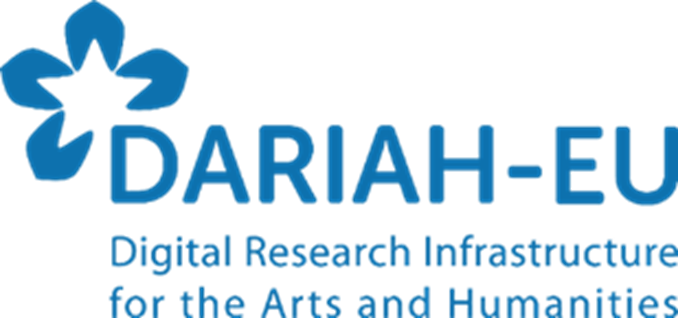 DARIAH-EU
Digital Research Infrastructure
for the Arts and Humanities